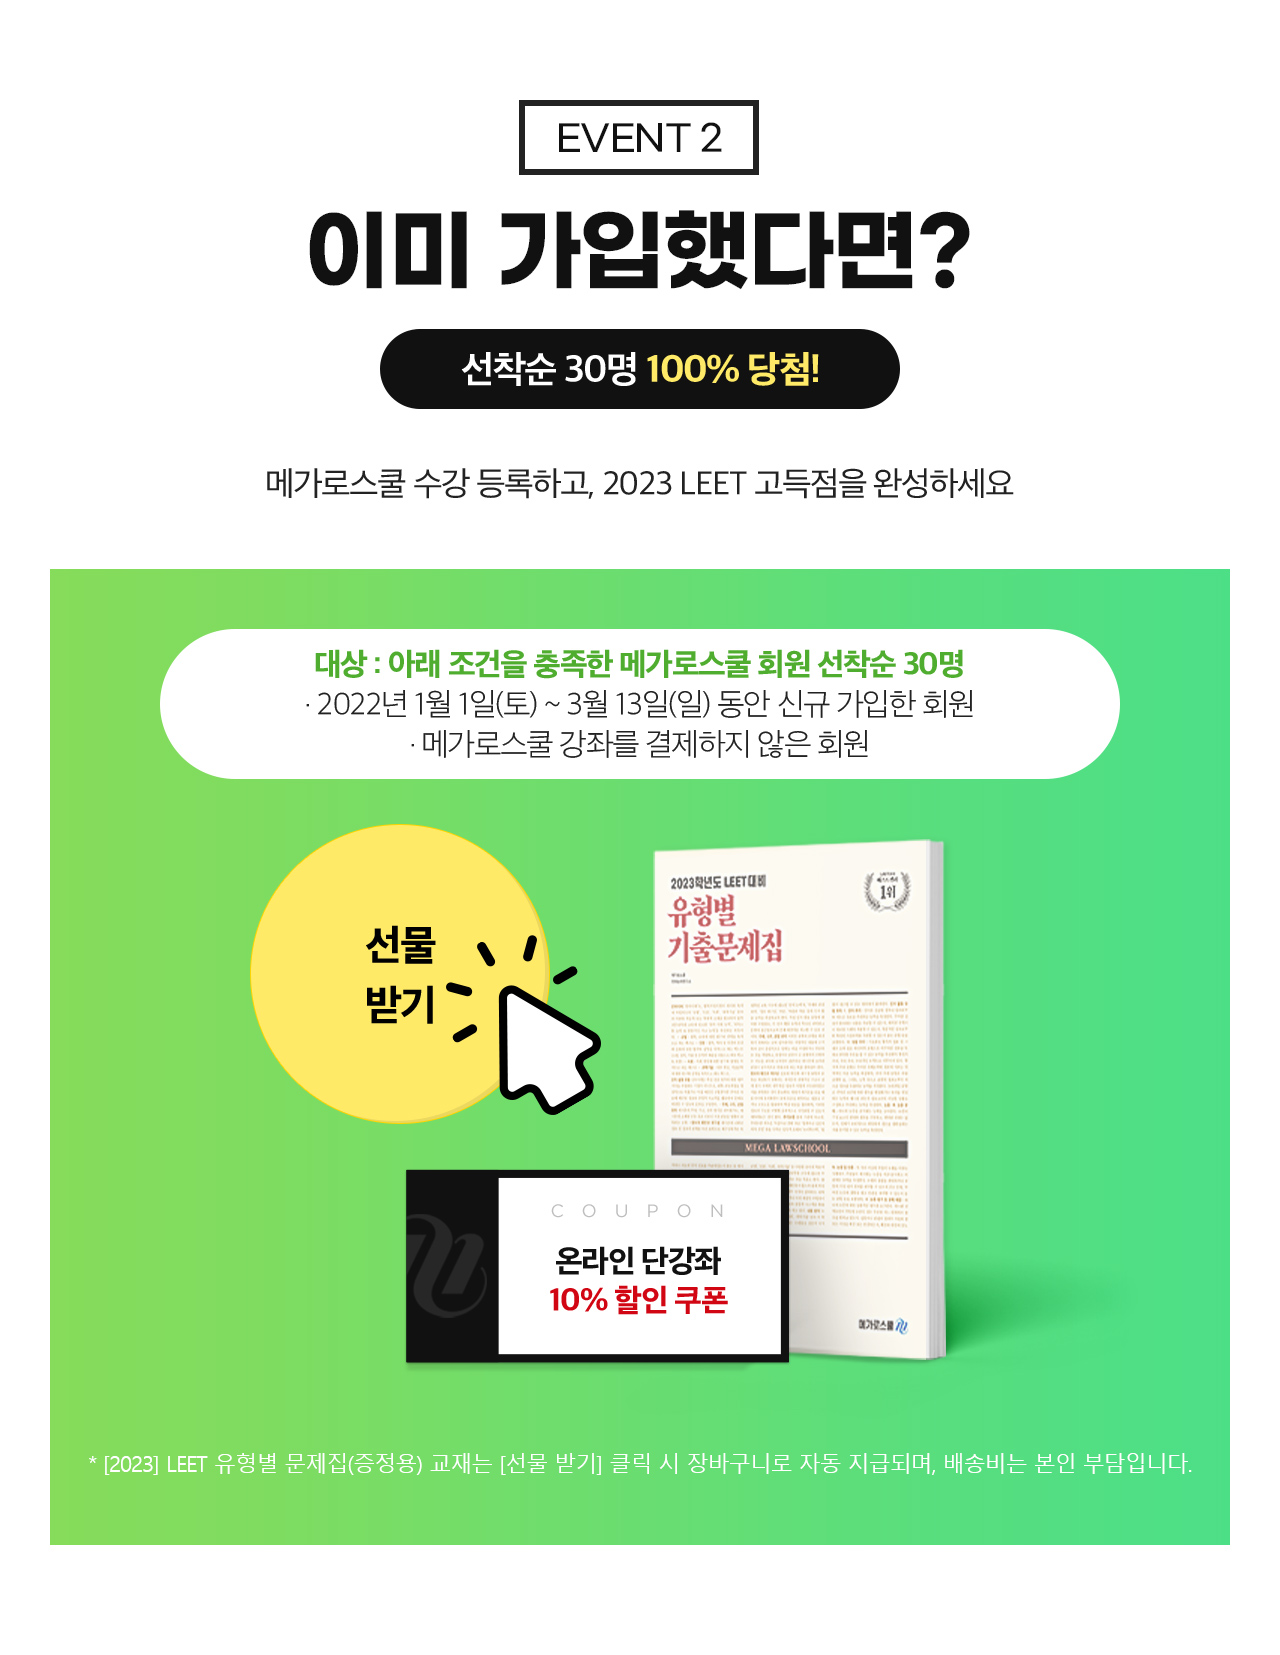 EVENT 2
이미 가입했다면?
선착순 30명 100% 당첨!
메가로스쿨 수강 등록하고, 2023 LEET 고득점을 완성하세요
대상 : 아래 조건을 충족한 메가로스쿨 회원 선착순 30명
· 2022년 1월 1일(토) ~ 3월 13일(일) 동안 신규 가입한 회원
· 메가로스쿨 강좌를 결제하지 않은 회원
선물
받기
2023학년도 LEET 대비
1위
유형별
기출문제집
MEGA LAWSCHOOL
메가로스쿨
COUPON
온라인 단강좌
10% 할인 쿠폰
* [2023] LEET 유형별 문제집(증정용) 교재는 [선물 받기] 클릭 시 장바구니로 자동 지급되며, 배송비는 본인 부담입니다.